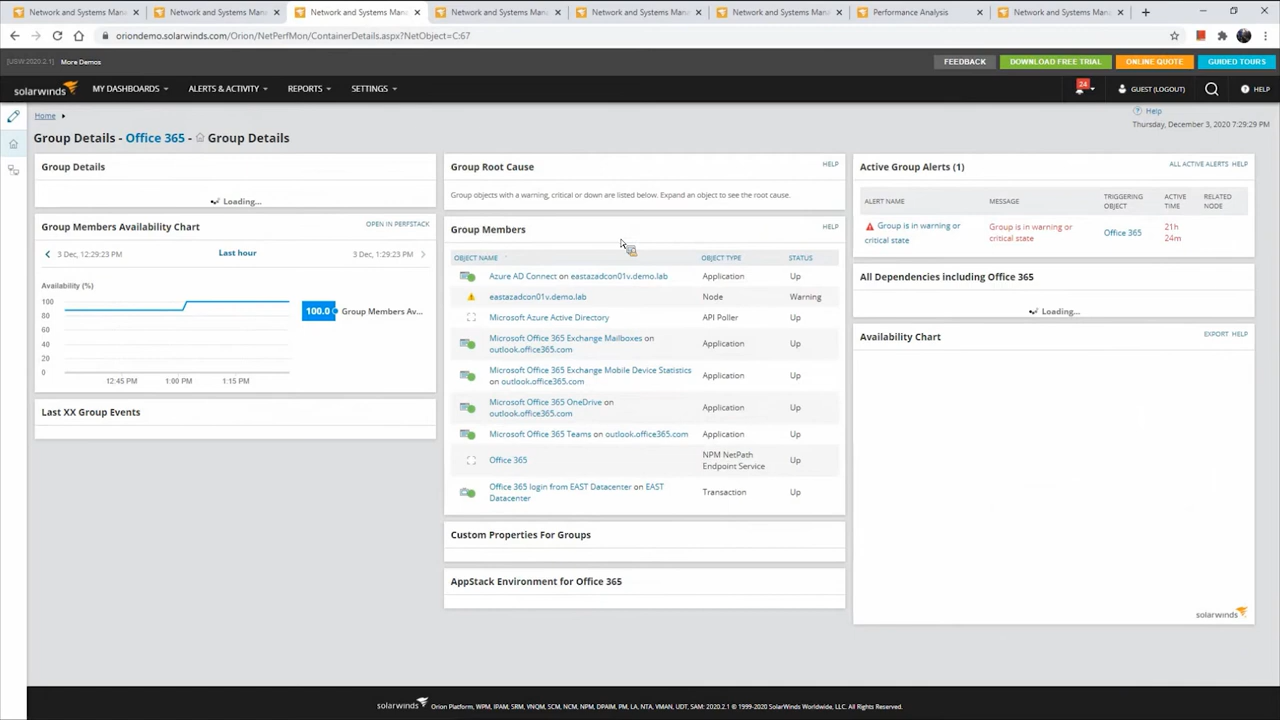 Network and Systems Mana
Network and Systems Mana
Network and Systems Mana
Network and Systems Mana
Network and Systems Mana
Network and Systems Mana
Performance Analysis
Network and Systems Mana
oriondemo.solarwinds.com/Orion/NetPerfMon/ContainerDetails.aspx?NetObject=C:67
[USW:2020.2.1] More Demos
FEEDBACK
DOWNLOAD FREE TRIAL
ONLINE QUOTE
GUIDED TOURS
solarwinds
MY DASHBOARDS
ALERTS & ACTIVITY
REPORTS
SETTINGS
24
GUEST (LOGOUT)
HELP
Home
Help
Thursday, December 3, 2020 7:29:29 PM
Group Details - Office 365 - Group Details
Group Details
Loading...
Group Members Availability Chart
OPEN IN PERFSTACK
3 Dec, 12:29:23 PM
Last hour
3 Dec, 1:29:23 PM
Availability (%)
100
80
60
40
20
0
12:45 PM
1:00 PM
1:15 PM
100.0
Group Members Av...
Last XX Group Events
Group Root Cause
HELP
Group objects with a warning, critical or down are listed below. Expand an object to see the root cause.
Group Members
HELP
OBJECT NAME OBJECT TYPE STATUS
Azure AD Connect on eastazadcon01v.demo.lab Application Up
eastazadcon01v.demo.lab Node Warning
Microsoft Azure Active Directory API Poller Up
Microsoft Office 365 Exchange Mailboxes on
outlook.office365.com
Application Up
Microsoft Office 365 Exchange Mobile Device Statistics
on outlook.office365.com
Application Up
Microsoft Office 365 OneDrive on
outlook.office365.com
Application Up
Microsoft Office 365 Teams on outlook.office365.com Application Up
Office 365
NPM NetPath
Endpoint Service
Up
Office 365 login from EAST Datacenter on EAST
Datacenter
Transaction Up
Custom Properties For Groups
AppStack Environment for Office 365
Active Group Alerts (1)
ALL ACTIVE ALERTS HELP
ALERT NAME
MESSAGE
TRIGGERING
OBJECT
ACTIVE
TIME
RELATED
NODE
Group is in warning or
critical state
Group is in warning or
critical state
Office 365
21h
24m
All Dependencies including Office 365
Loading...
Availability Chart
EXPORT HELP
solarwinds
solarwinds Orion Platform, WPM, IPAM, SRM, VNQM, SCM, NCM, NPM, DPAIM, PM, LA, NTA, VMAN, UDT, SAM: 2020.2.1 © 1999-2020 SolarWinds Worldwide, LLC. All Rights Reserved.